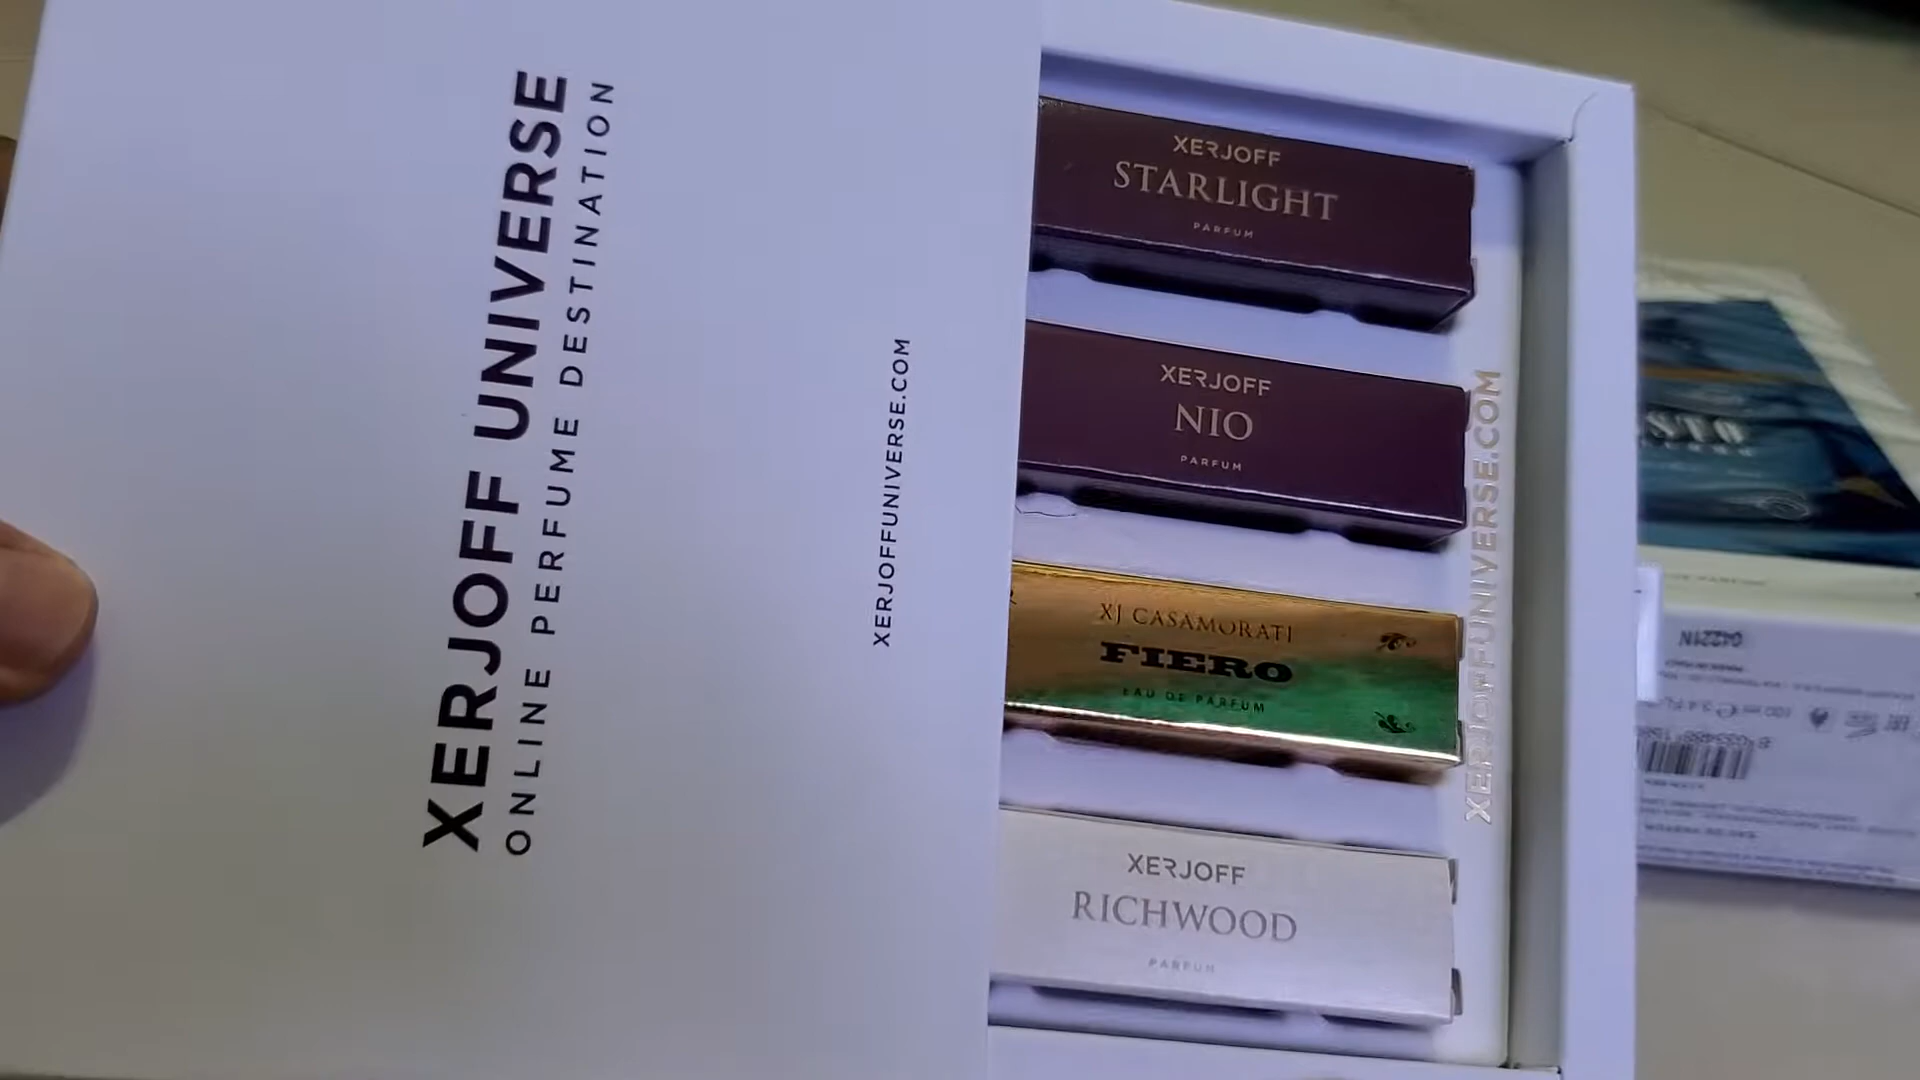 XERJOFF UNIVERSE
ONLINE PERFUME DESTINATION
XERJOFFUNIVERSE.COM
XERJOFF
STARLIGHT
PARFUM
XERJOFF
NIO
PARFUM
XJ CASAMORATI
FIERO
EAU DE PARFUM
XERJOFF
RICHWOOD
PARFUM
XERJOFFUNIVERSE.COM
G4221N